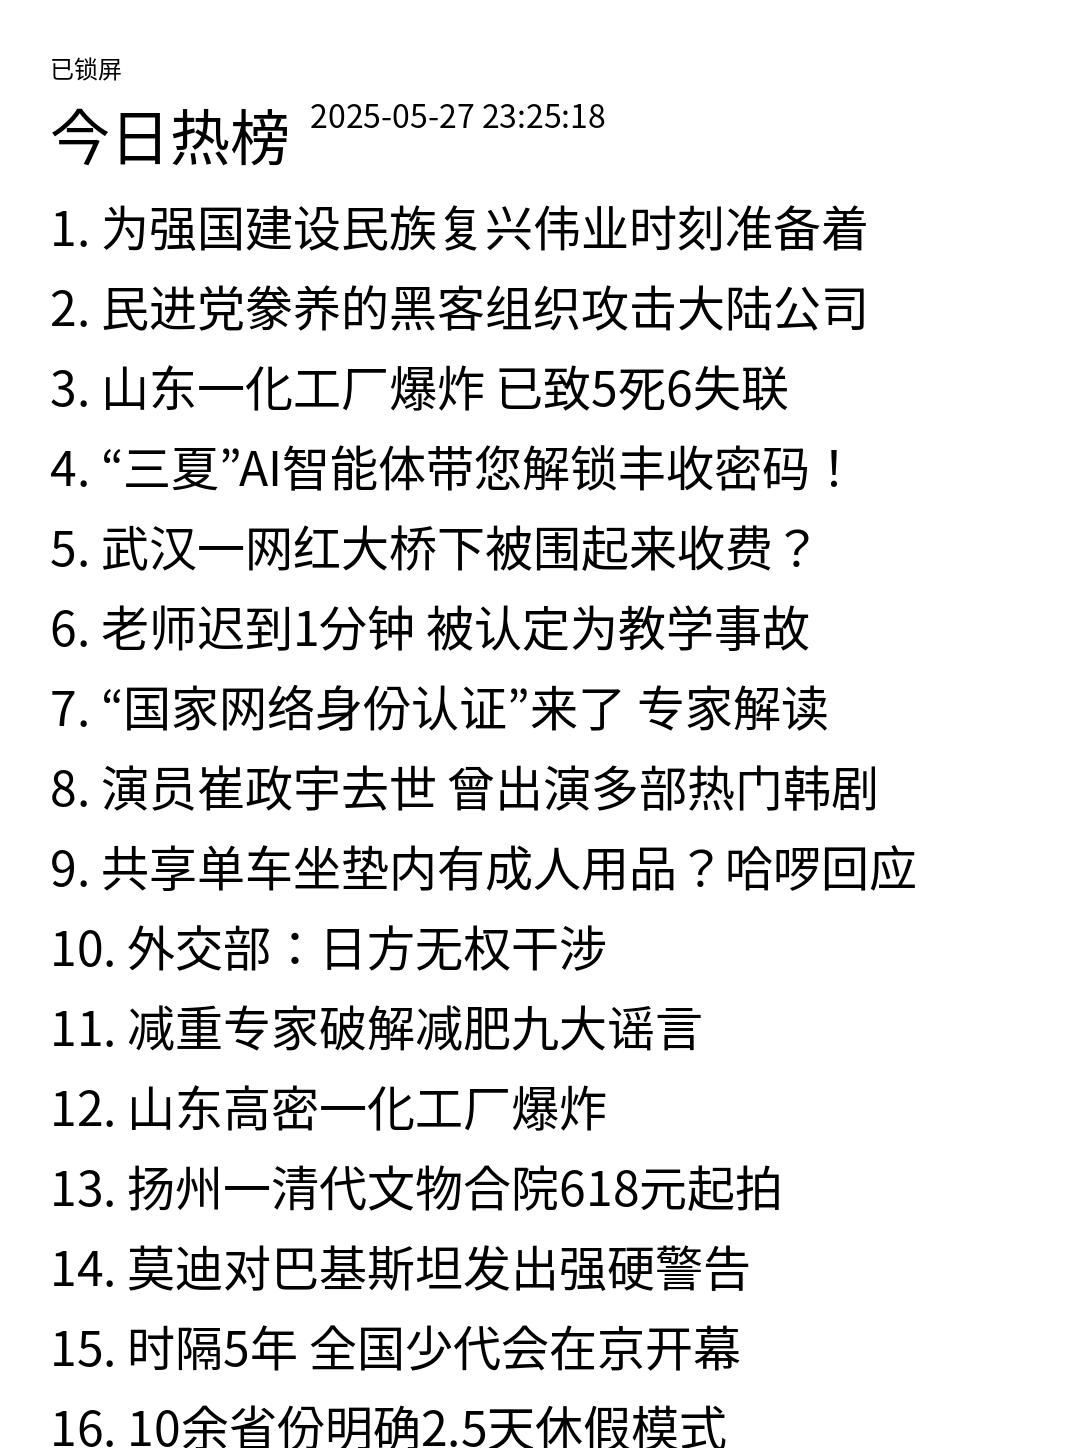 已锁屏
今日热榜 2025-05-27 23:25:18
1. 为强国建设民族复兴伟业时刻准备着
2. 民进党豢养的黑客组织攻击大陆公司
3. 山东一化工厂爆炸 已致5死6失联
4. “三夏”AI智能体带您解锁丰收密码！
5. 武汉一网红大桥下被围起来收费？
6. 老师迟到1分钟 被认定为教学事故
7. “国家网络身份认证”来了 专家解读
8. 演员崔政宇去世 曾出演多部热门韩剧
9. 共享单车坐垫内有成人用品？哈啰回应
10. 外交部：日方无权干涉
11. 减重专家破解减肥九大谣言
12. 山东高密一化工厂爆炸
13. 扬州一清代文物合院618元起拍
14. 莫迪对巴基斯坦发出强硬警告
15. 时隔5年 全国少代会在京开幕
16. 10余省份明确2.5天休假模式